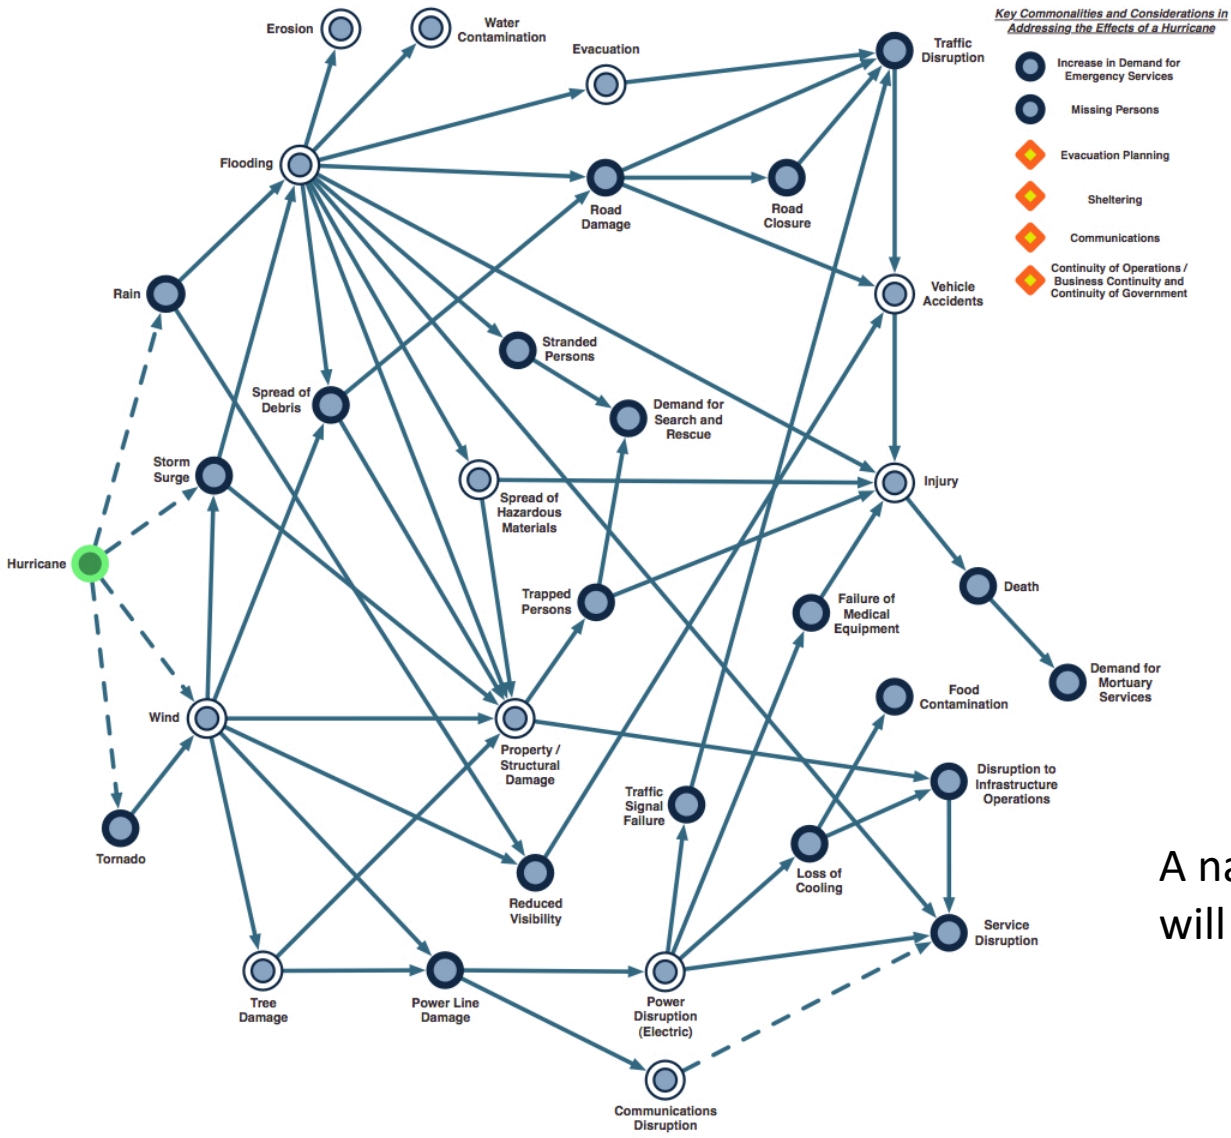 Key Commonalities and Considerations in
Addressing the Effects of a Hurricane
Increase in Demand for
Emergency Services
Missing Persons
Evacuation Planning
Sheltering
Communications
Continuity of Operations /
Business Continuity and
Continuity of Government
Erosion
Water
Contamination
Evacuation
Traffic
Disruption
Flooding
Road
Damage
Road
Closure
Rain
Vehicle
Accidents
Stranded
Persons
Spread of
Debris
Demand for
Search and
Rescue
Storm
Surge
Spread of
Hazardous
Materials
Injury
Hurricane
Trapped
Persons
Failure of
Medical
Equipment
Death
Demand for
Mortuary
Services
Food
Contamination
Wind
Property /
Structural
Damage
Disruption to
Infrastructure
Operations
Traffic
Signal
Failure
Tornado
Loss of
Cooling
Reduced
Visibility
Service
Disruption
Tree
Damage
Power Line
Damage
Power
Disruption
(Electric)
Communications
Disruption
A
will